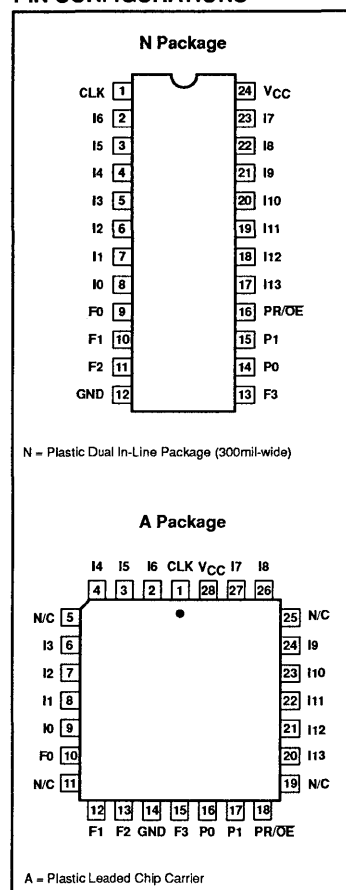 PIN CONFIGURATIONS
N Package
CLK 1 24 VCC
I6 2 23 I7
I5 3 22 I8
I4 4 21 I9
I3 5 20 I10
I2 6 19 I11
I1 7 18 I12
I0 8 17 I13
F0 9 16 PR/OE
F1 10 15 P1
F2 11 14 P0
GND 12 13 F3
N = Plastic Dual In-Line Package (300mil-wide)
A Package
I4 I5 I6 CLK VCC I7 I8
4 3 2 1 28 27 26
N/C 5 25 N/C
I3 6 24 I9
I2 7 23 I10
I1 8 22 I11
I0 9 21 I12
F0 10 20 I13
N/C 11 19 N/C
12 13 14 15 16 17 18
F1 F2 GND F3 P0 P1 PR/OE
A = Plastic Leaded Chip Carrier